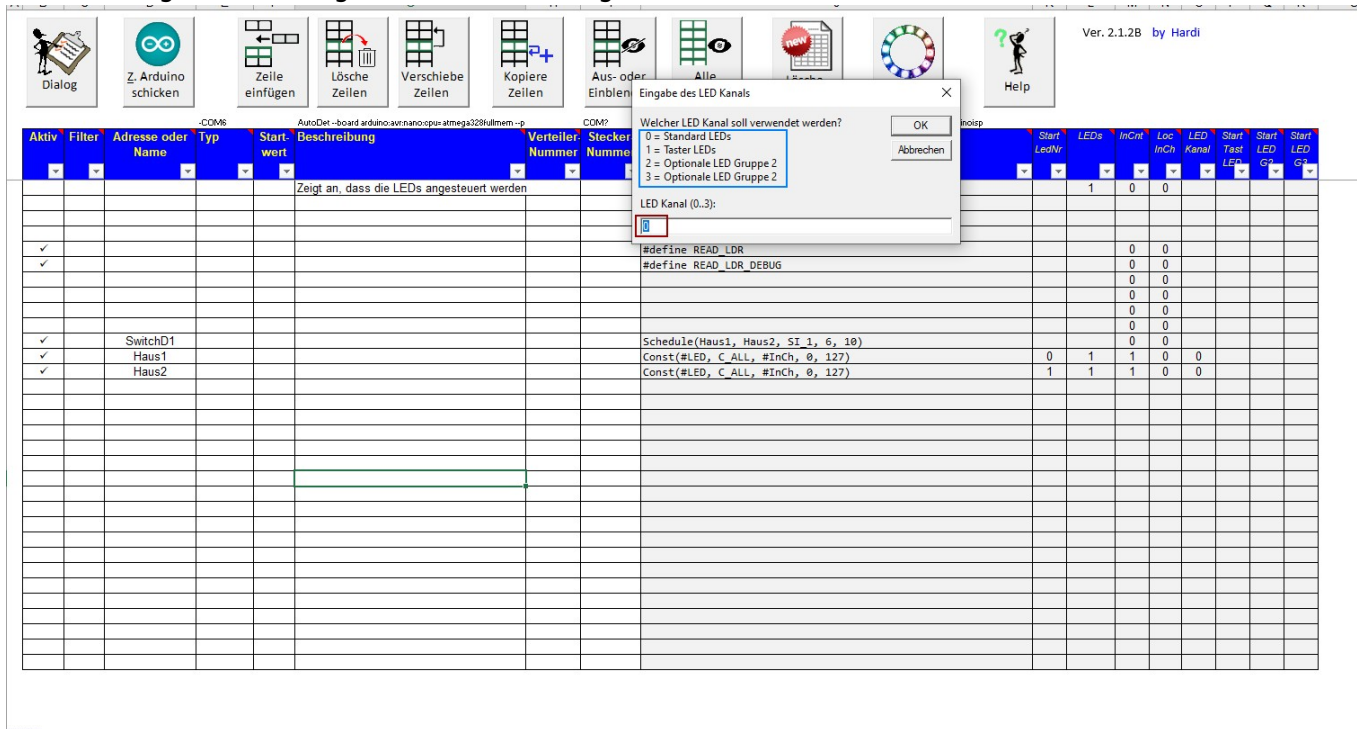 Ver. 2.1.2B by Hardi
Dialog
Z. Arduino
schicken
Zeile
einfügen
Lösche
Zeilen
Verschiebe
Zeilen
Kopiere
Zeilen
Aus- oder
Alle
new
Help
Eingabe des LED Kanals
Welcher LED Kanal soll verwendet werden?
0 = Standard LEDs
1 = Taster LEDs
2 = Optionale LED Gruppe 2
3 = Optionale LED Gruppe 2
LED Kanal (0..3):
0
OK
Abbrechen
-COM6 AutoDet --board arduino:avr:nano:cpu=atmega328fullmem --p COM?
Aktiv Filter Adresse oder Name Typ Start-wert Beschreibung Verteiler-Nummer Stecker Start LedNr LEDs InCnt Loc InCh LED Kanal Start Tast LED Start LED G2 Start LED G3
Zeigt an, dass die LEDs angesteuert werden 1 0 0
✓ #define READ_LDR 0 0
✓ #define READ_LDR_DEBUG 0 0
0 0
0 0
0 0
0 0
✓ SwitchD1 Schedule(Haus1, Haus2, SI_1, 6, 10) 0 0
✓ Haus1 Const(#LED, C_ALL, #InCh, 0, 127) 0 1 1 0 0
✓ Haus2 Const(#LED, C_ALL, #InCh, 0, 127) 1 1 1 0 0